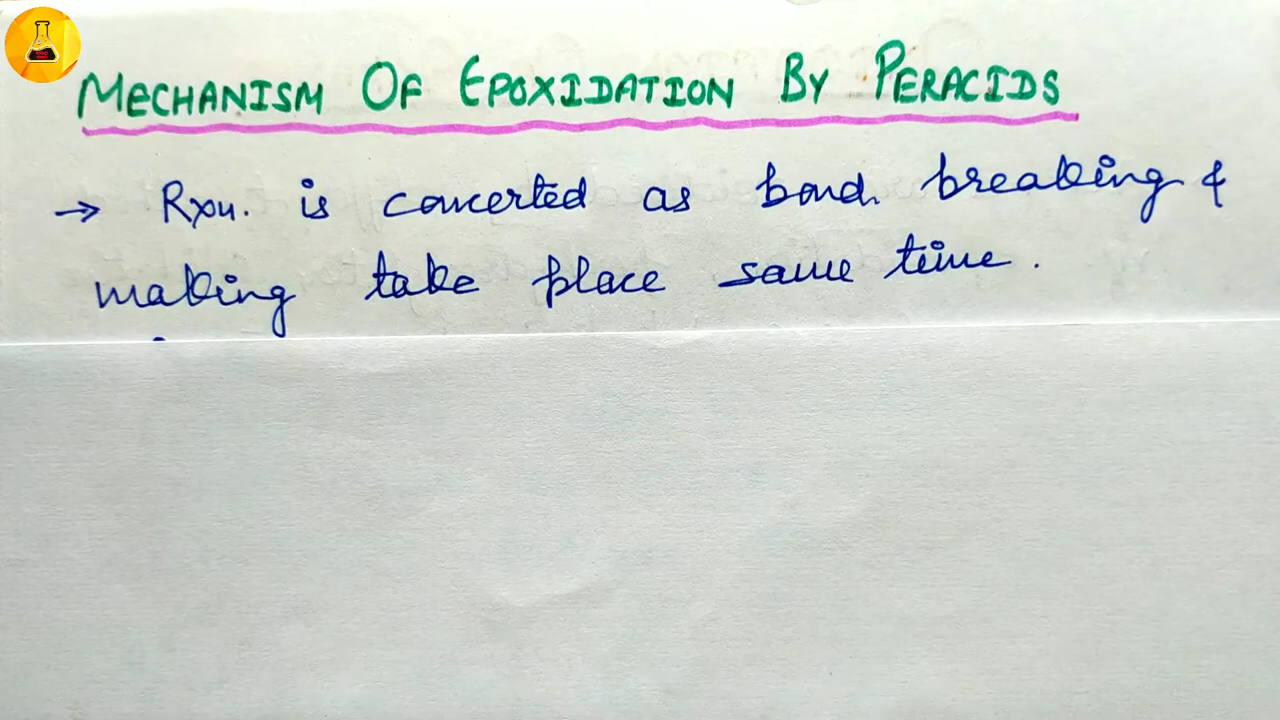 MECHANISM OF EPOXIDATION BY PERACIDS
→ Rxn. is concerted as bond breaking &
making take place same time.